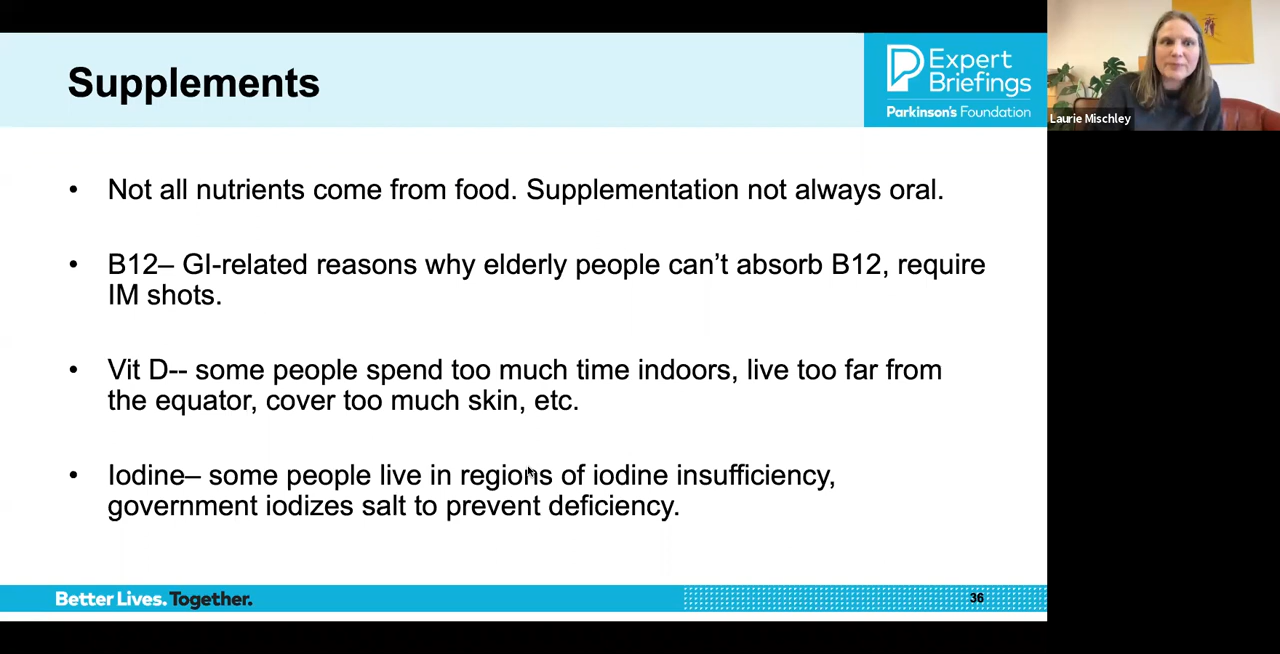 Supplements
Expert
Briefings
Parkinson's Foundation
Laurie Mischley
• Not all nutrients come from food. Supplementation not always oral.
• B12– GI-related reasons why elderly people can’t absorb B12, require
IM shots.
• Vit D-- some people spend too much time indoors, live too far from
the equator, cover too much skin, etc.
• Iodine– some people live in regions of iodine insufficiency,
government iodizes salt to prevent deficiency.
Better Lives. Together.
36